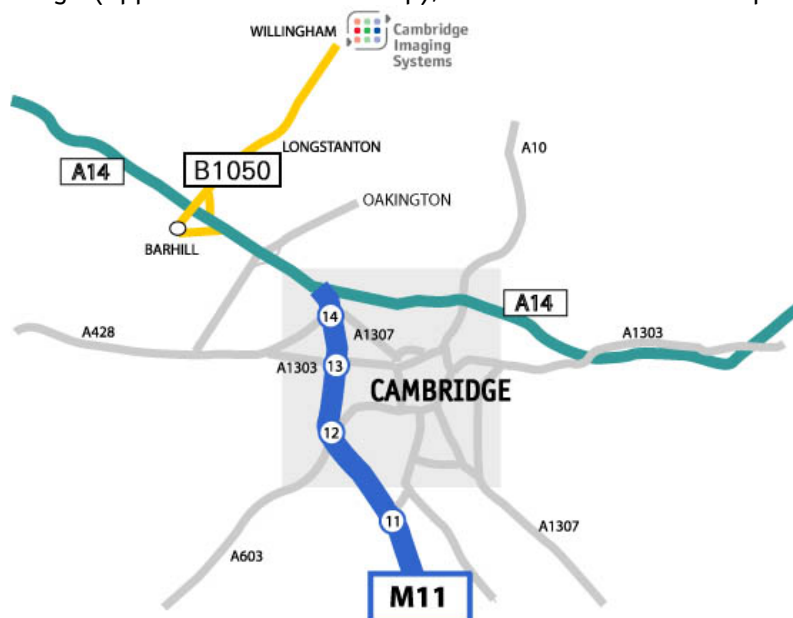 WILLINGHAM
Cambridge
Imaging
Systems
A14
B1050
LONGSTANTON
A10
OAKINGTON
BARHILL
A14
A428
14
A1307
A1303
A1303
13
CAMBRIDGE
12
11
A603
A1307
M11